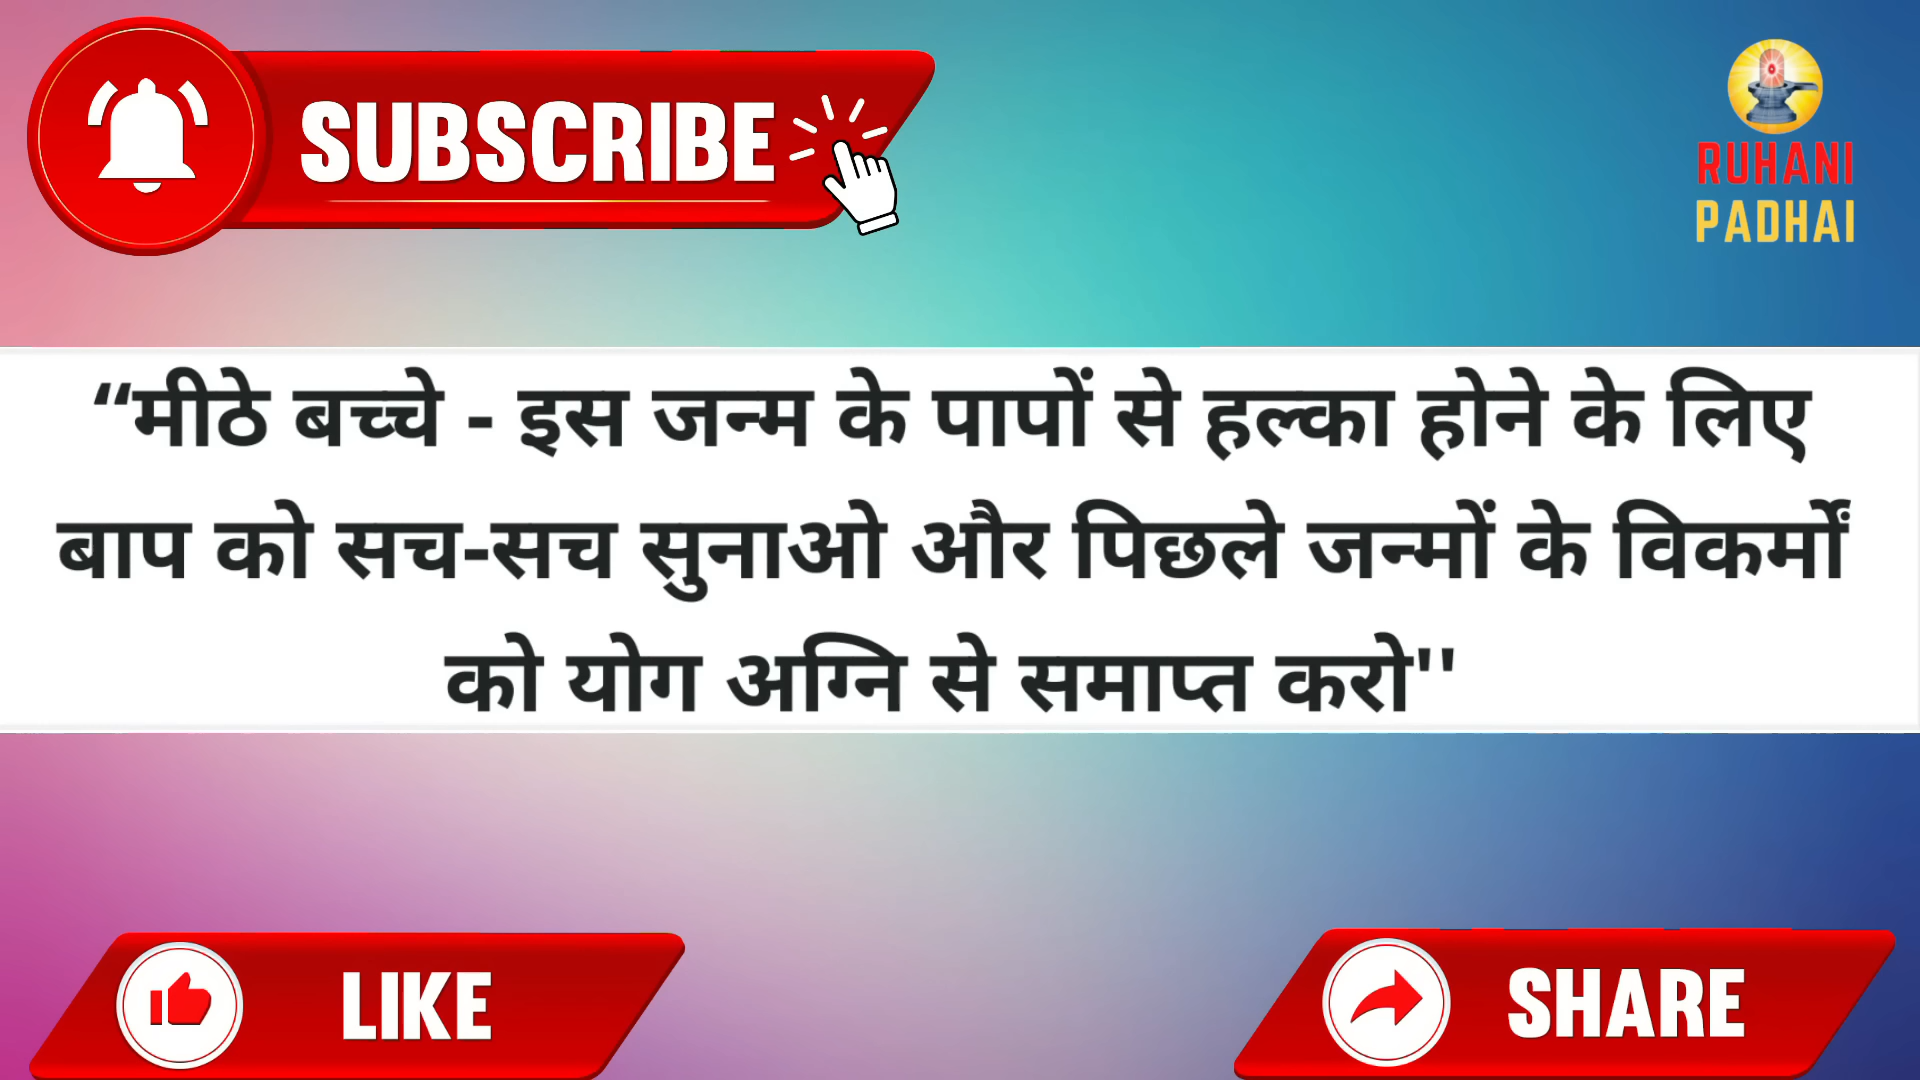 SUBSCRIBE
RUHANI
PADHAI
“मीठे बच्चे - इस जन्म के पापों से हल्का होने के लिए
बाप को सच-सच सुनाओ और पिछले जन्मों के विकर्मों
को योग अग्नि से समाप्त करो''
LIKE
SHARE